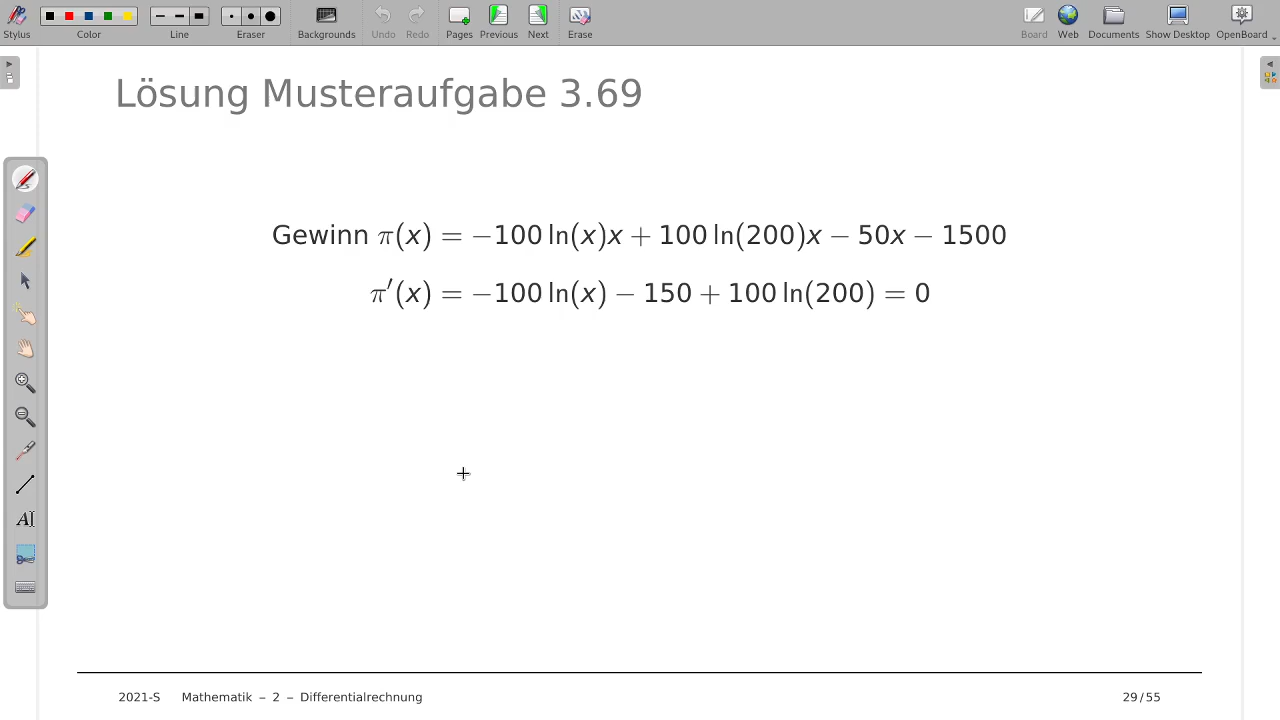 Stylus Color Line Eraser Backgrounds Undo Redo Pages Previous Next Erase Board Web Documents Show Desktop OpenBoard
Lösung Musteraufgabe 3.69
Gewinn π(x) = −100 ln(x)x + 100 ln(200)x − 50x − 1500
π′(x) = −100 ln(x) − 150 + 100 ln(200) = 0
AI
2021-S Mathematik – 2 – Differentialrechnung 29/55